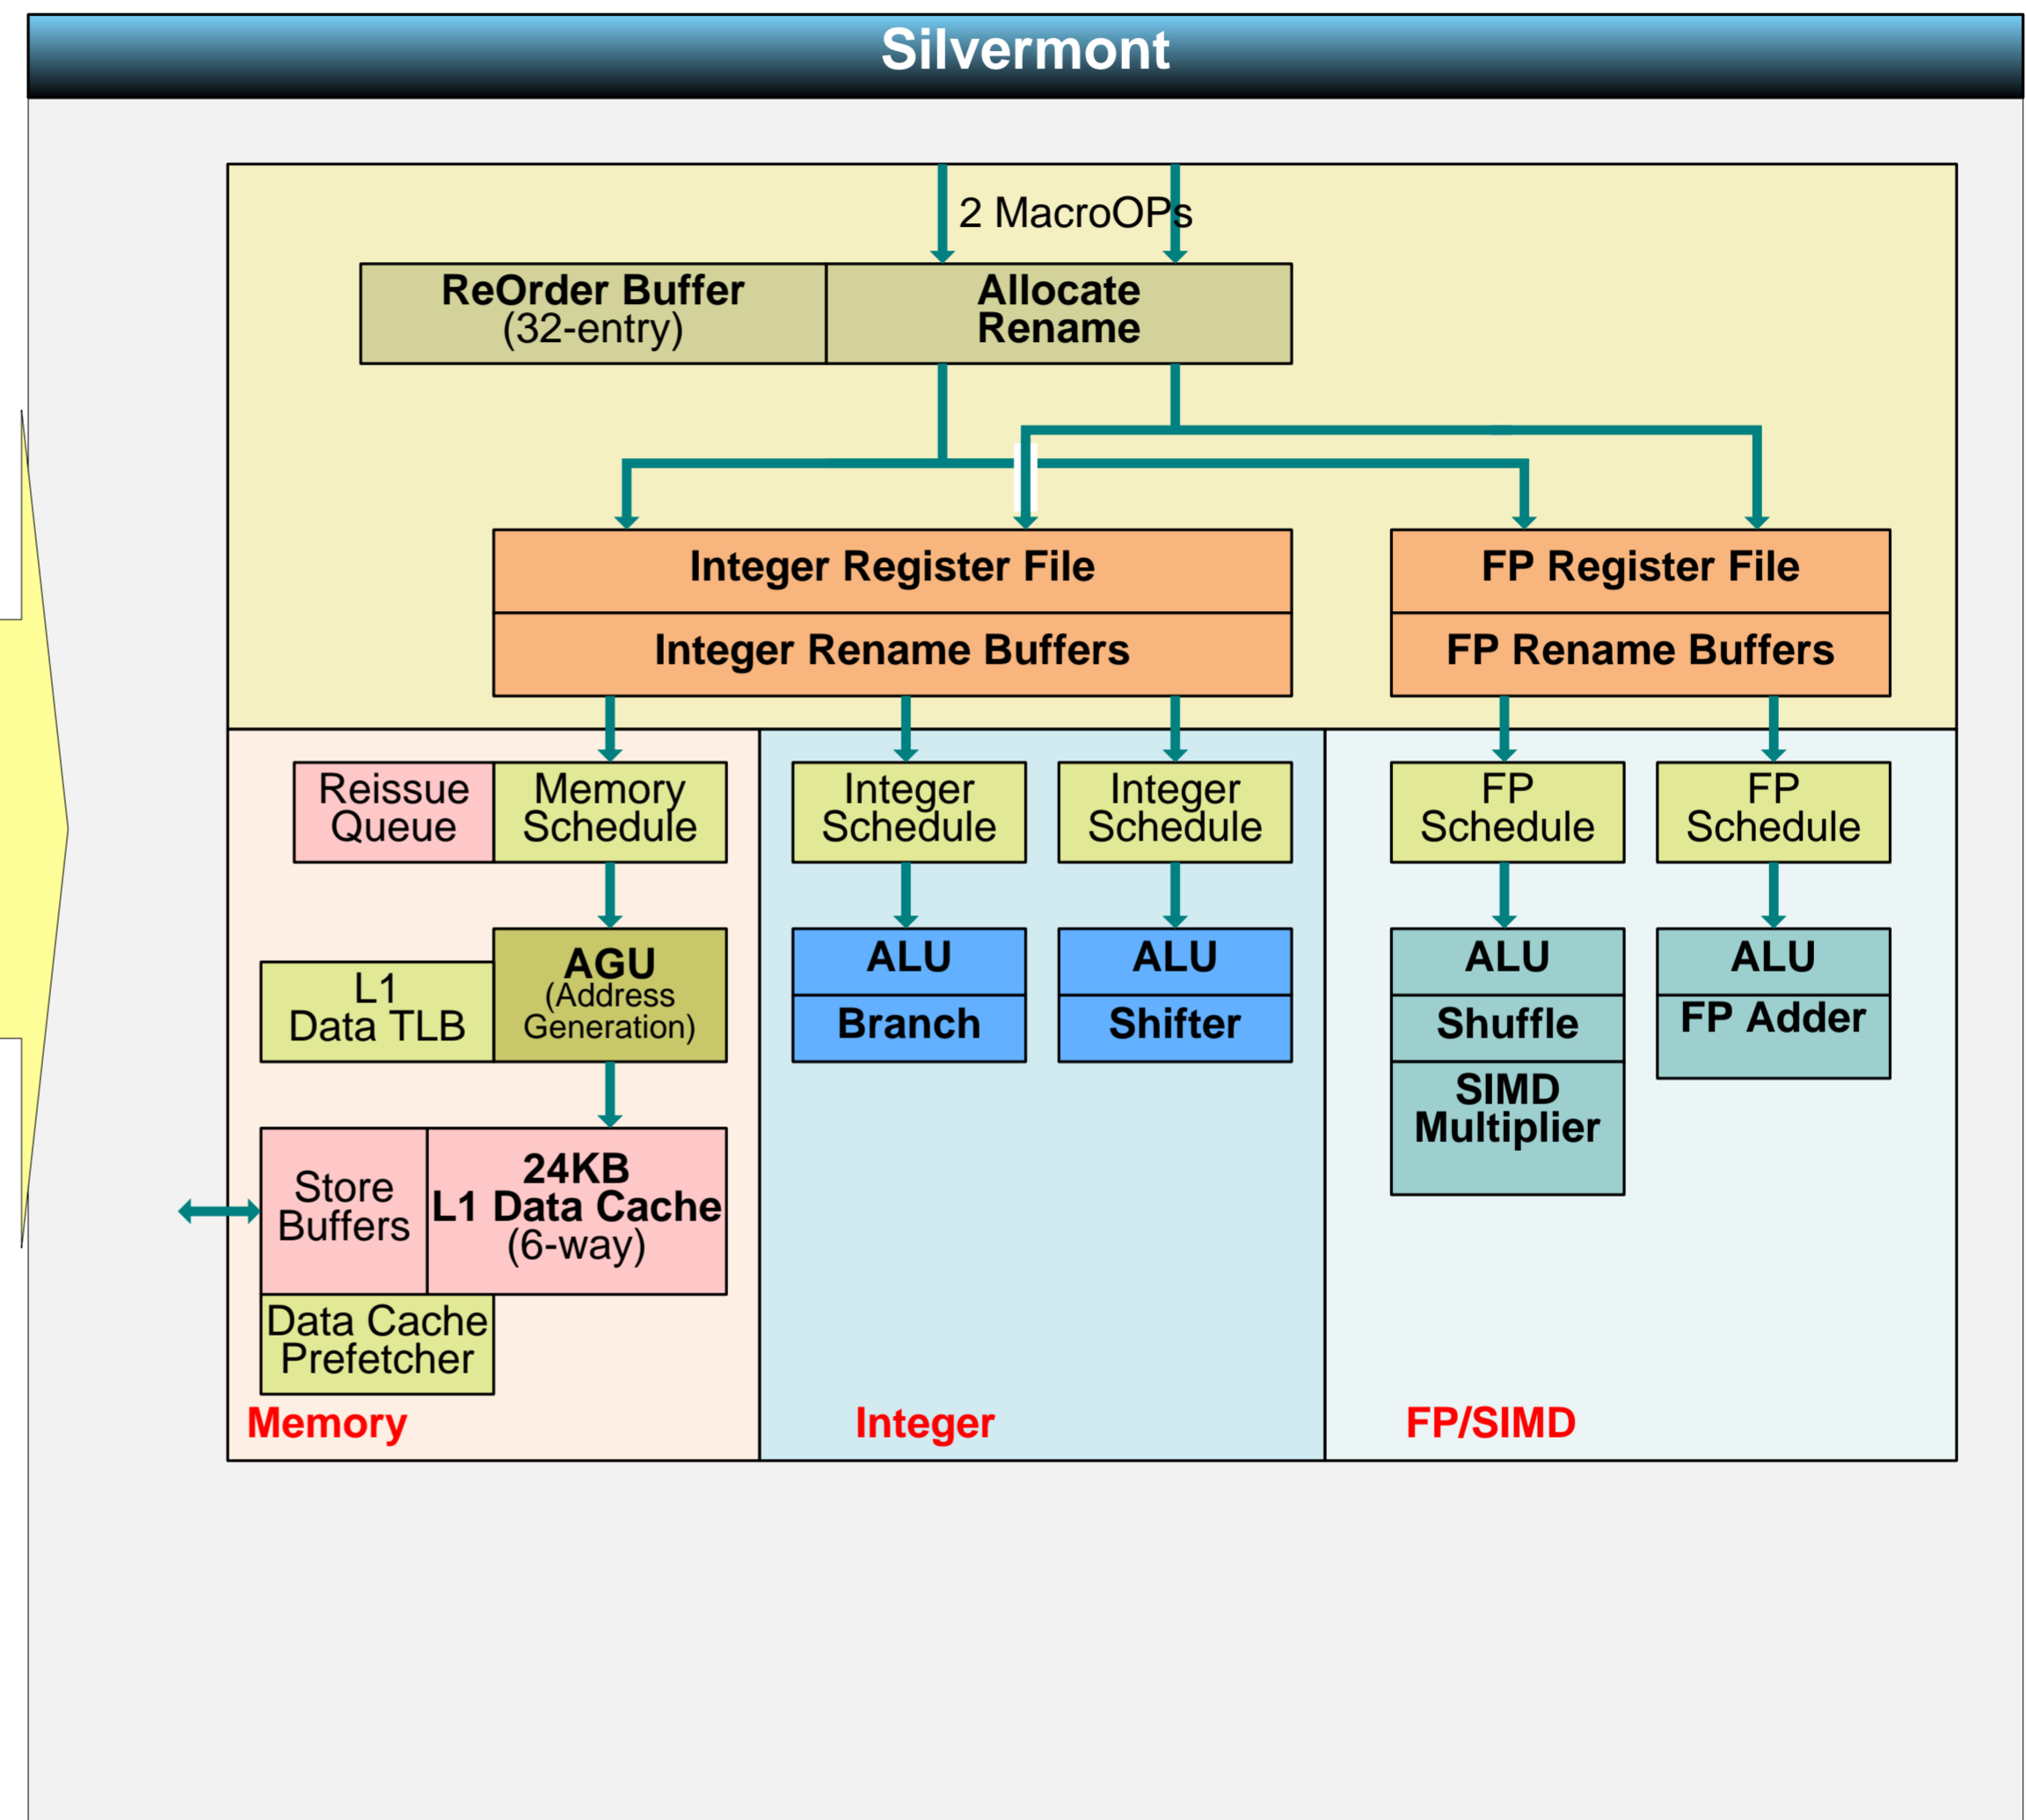 Silvermont
2 MacroOPs
ReOrder Buffer
(32-entry)
Allocate
Rename
Integer Register File
Integer Rename Buffers
FP Register File
FP Rename Buffers
Reissue
Queue
Memory
Schedule
Integer
Schedule
Integer
Schedule
FP
Schedule
FP
Schedule
L1
Data TLB
AGU
(Address
Generation)
ALU
Branch
ALU
Shifter
ALU
Shuffle
SIMD
Multiplier
ALU
FP Adder
Store
Buffers
24KB
L1 Data Cache
(6-way)
Data Cache
Prefetcher
Memory
Integer
FP/SIMD